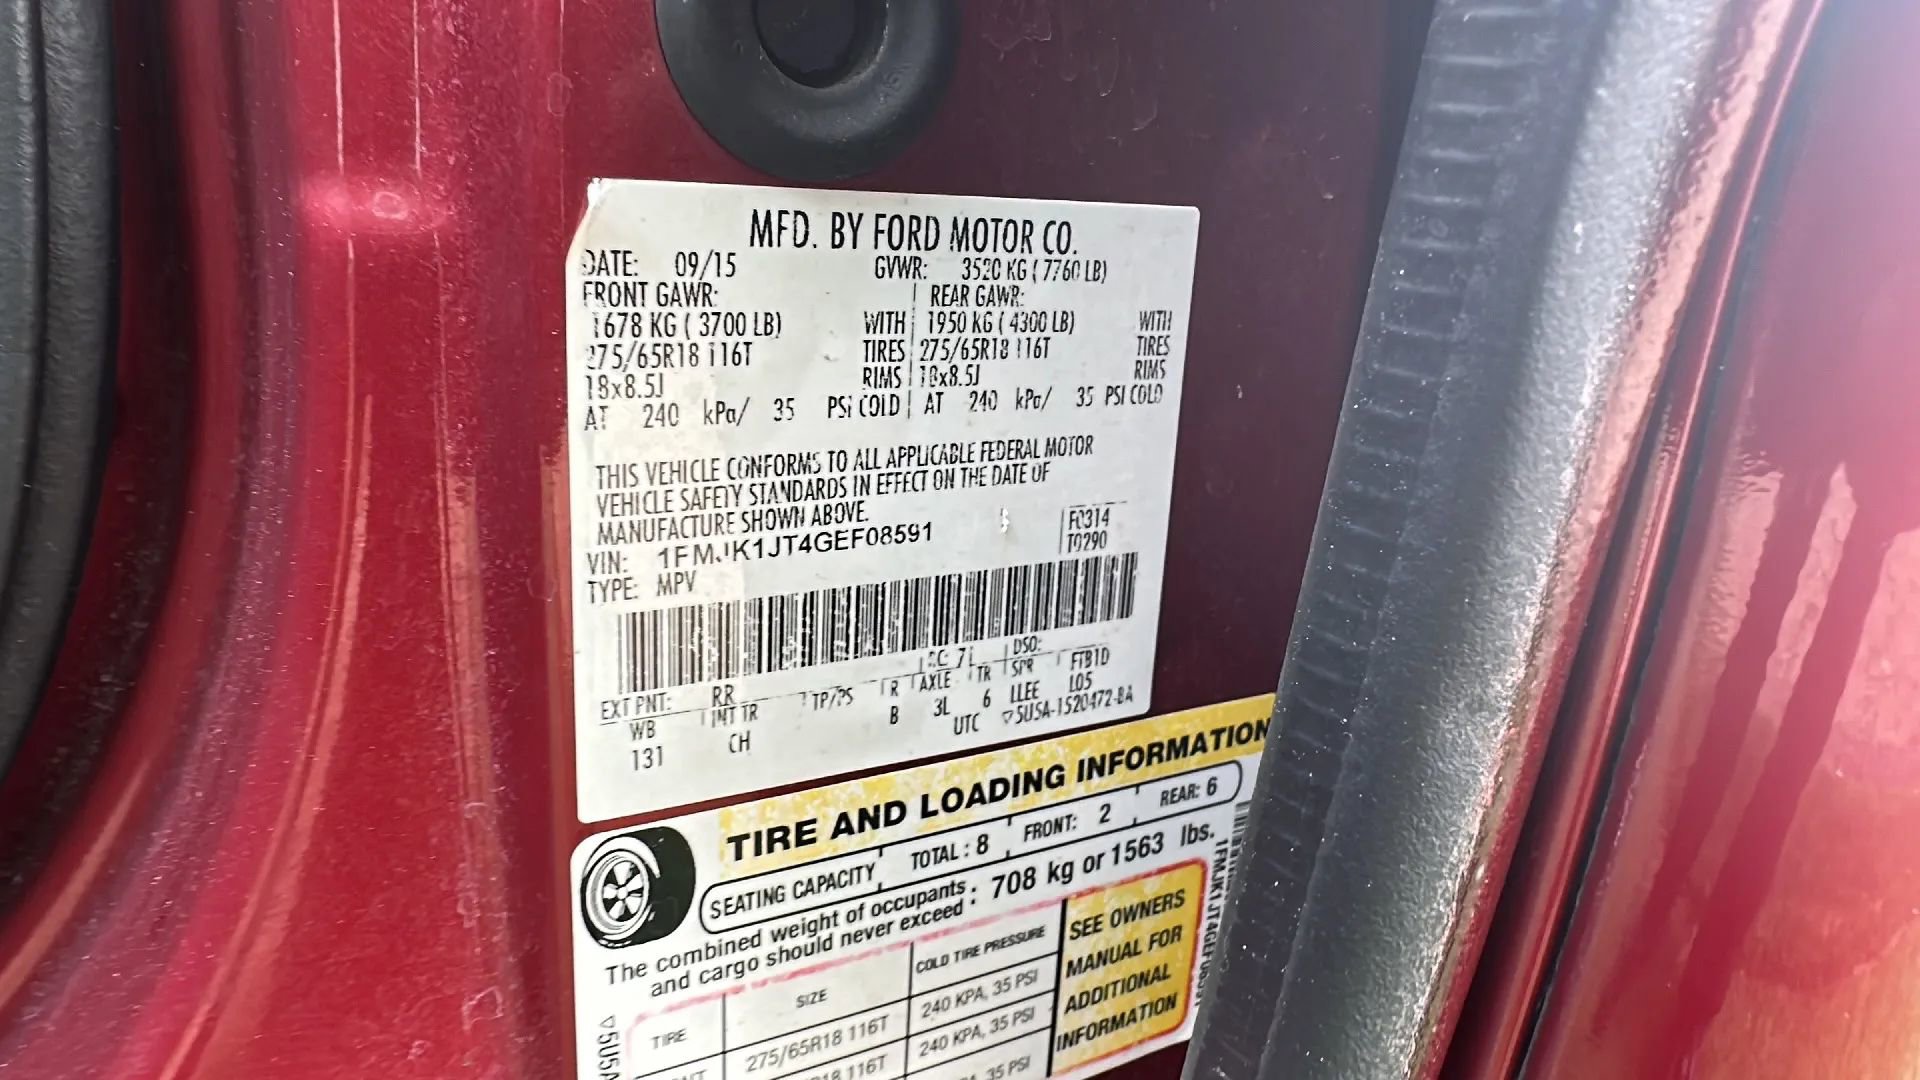 MFD. BY FORD MOTOR CO.
DATE: 09/15 GVWR: 3520 KG ( 7760 LB)
FRONT GAWR: REAR GAWR:
1678 KG ( 3700 LB) WITH 1950 KG ( 4300 LB) WITH
275/65R18 116T TIRES 275/65R18 116T TIRES
18x8.5J RIMS 18x8.5J RIMS
AT 240 kPa/ 35 PSI COLD AT 240 kPa/ 35 PSI COLD
THIS VEHICLE CONFORMS TO ALL APPLICABLE FEDERAL MOTOR
VEHICLE SAFETY STANDARDS IN EFFECT ON THE DATE OF
MANUFACTURE SHOWN ABOVE.
VIN: 1FMJK1JT4GEF08591
F0314
T0290
TYPE: MPV
EXT PNT: RR RC: 71 DSO: FTB1D
WB INT TR TP/PS R AXLE TR SPR L05
131 CH B 3L 6 LLEE
UTC ▽5U5A-1520472-BA
TIRE AND LOADING INFORMATION
SEATING CAPACITY TOTAL : 8 FRONT: 2 REAR: 6
The combined weight of occupants
and cargo should never exceed : 708 kg or 1563 lbs.
TIRE SIZE COLD TIRE PRESSURE
275/65R18 116T 240 KPA, 35 PSI
116T 240 KPA, 35 PSI
35 PSI
SEE OWNERS
MANUAL FOR
ADDITIONAL
INFORMATION
▽5U5A